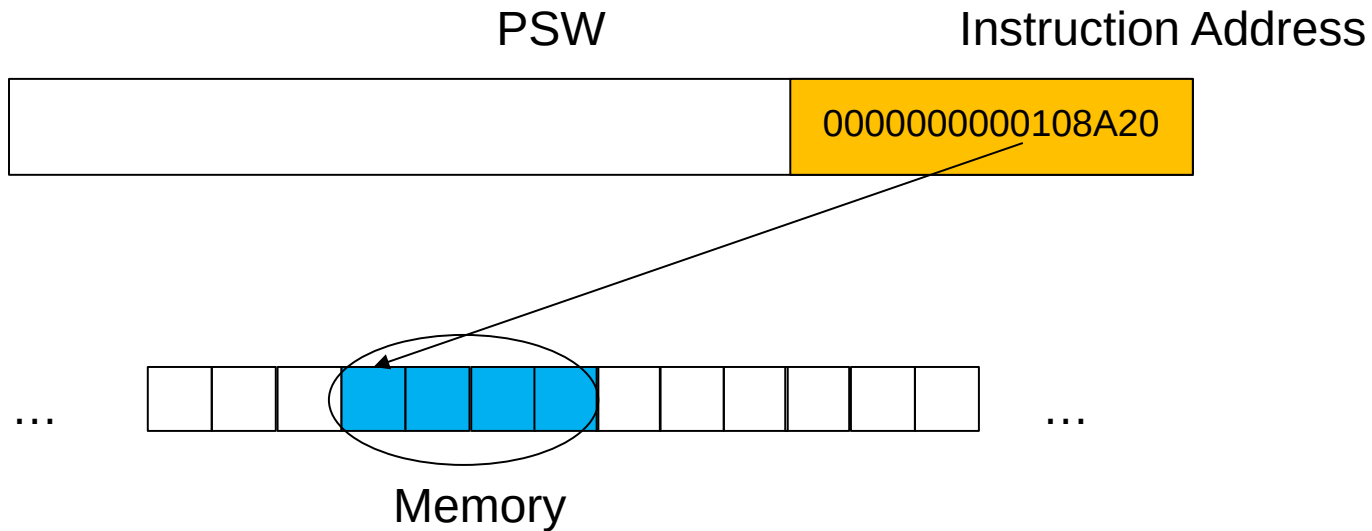 PSW
Instruction Address
0000000000108A20
...
...
Memory